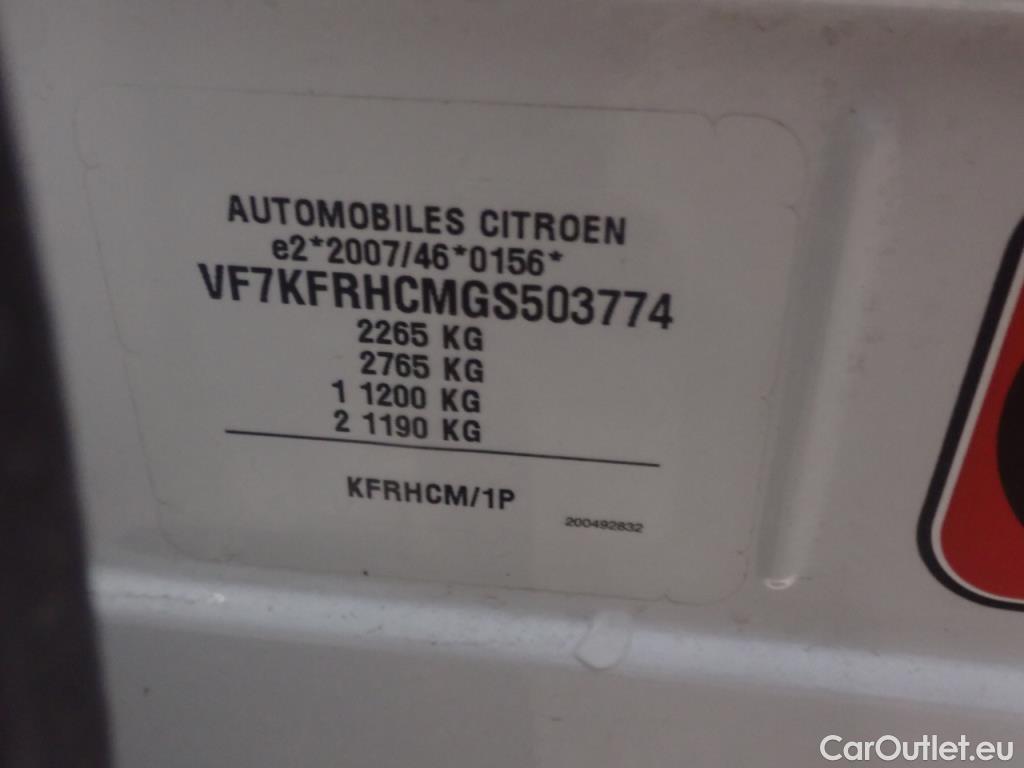 AUTOMOBILES CITROEN
e2*2007/46*0156*
VF7KFRHCMGS503774
2265 KG
2765 KG
1 1200 KG
2 1190 KG
KFRHCM/1P
200492832
CarOutlet.eu